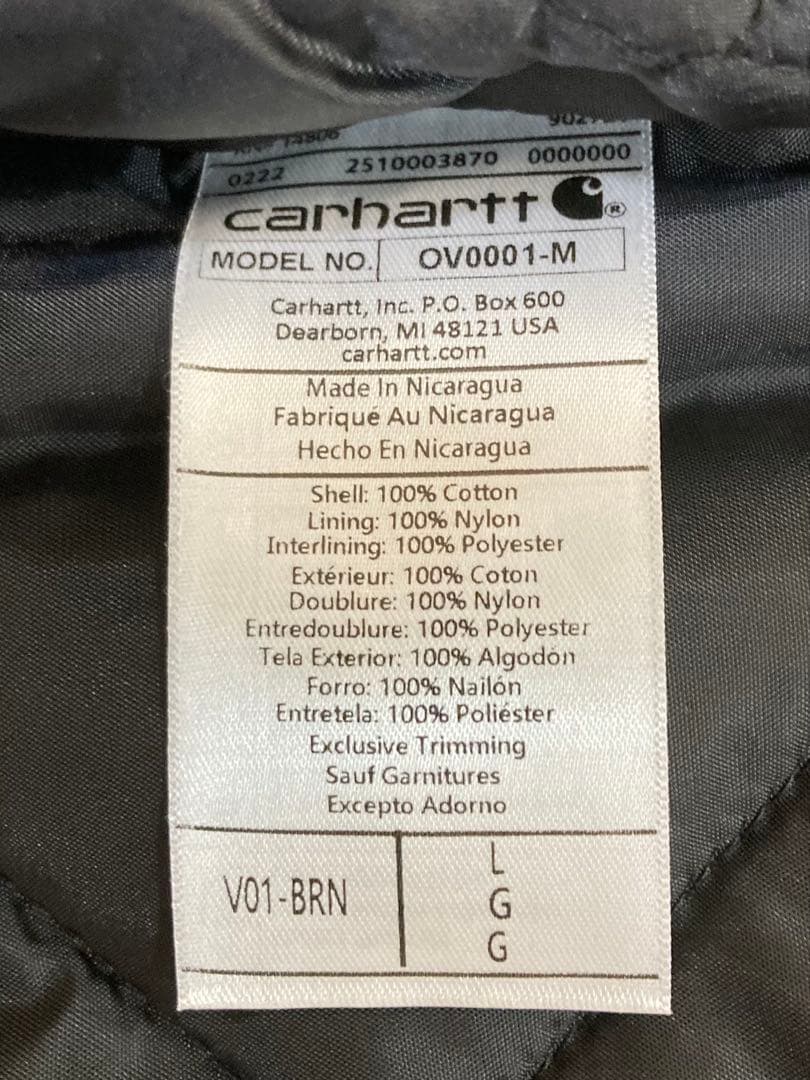 14806
0222 2510003870 0000000
carhartt ®
MODEL NO. OV0001-M
Carhartt, Inc. P.O. Box 600
Dearborn, MI 48121 USA
carhartt.com
Made In Nicaragua
Fabriqué Au Nicaragua
Hecho En Nicaragua
Shell: 100% Cotton
Lining: 100% Nylon
Interlining: 100% Polyester
Extérieur: 100% Coton
Doublure: 100% Nylon
Entredoublure: 100% Polyester
Tela Exterior: 100% Algodón
Forro: 100% Nailón
Entretela: 100% Poliéster
Exclusive Trimming
Sauf Garnitures
Excepto Adorno
V01-BRN
L
G
G